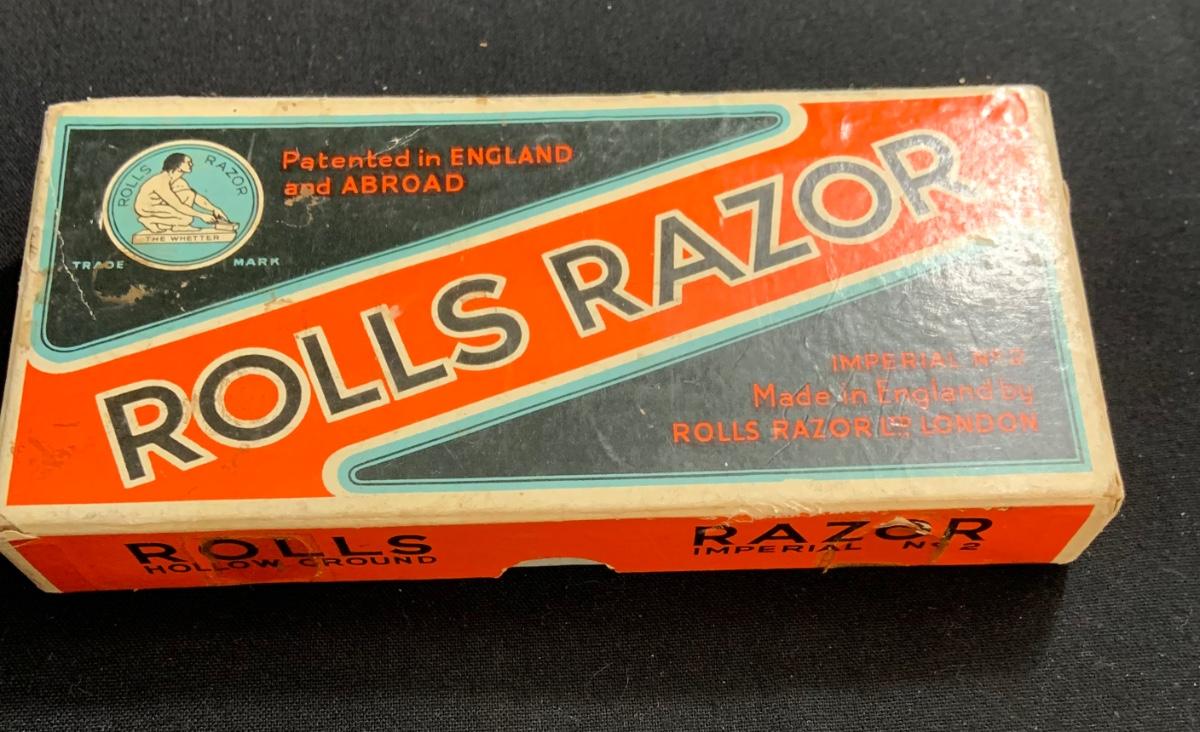 ROLLS RAZOR
THE WHETTER
TRADE MARK
Patented in ENGLAND
and ABROAD
ROLLS RAZOR
IMPERIAL Nº 2
Made in England by
ROLLS RAZOR Lᵀᴰ LONDON
ROLLS RAZOR
HOLLOW GROUND IMPERIAL Nº 2